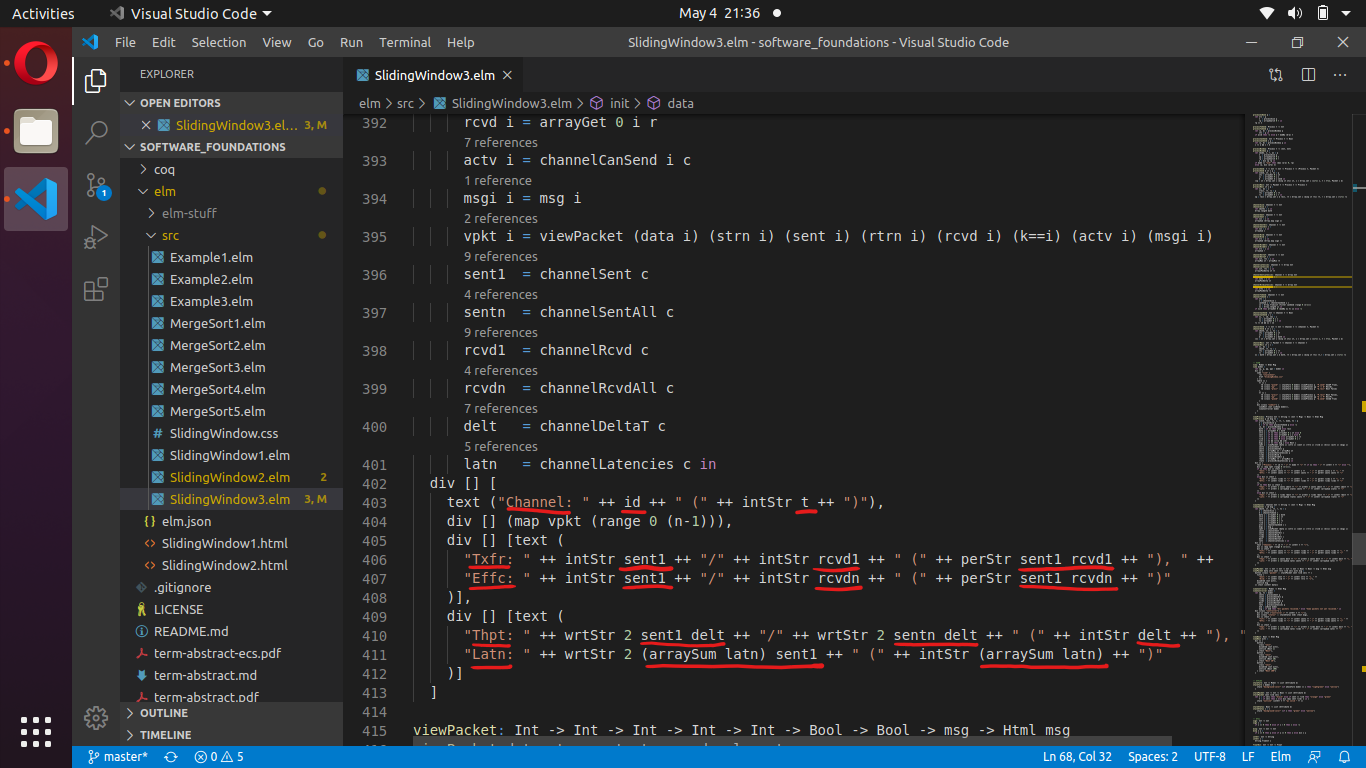 Activities
Visual Studio Code
May 4 21:36
File Edit Selection View Go Run Terminal Help
SlidingWindow3.elm - software_foundations - Visual Studio Code
EXPLORER
OPEN EDITORS
SlidingWindow3.el... 3, M
SOFTWARE_FOUNDATIONS
coq
elm
elm-stuff
src
Example1.elm
Example2.elm
Example3.elm
MergeSort1.elm
MergeSort2.elm
MergeSort3.elm
MergeSort4.elm
MergeSort5.elm
# SlidingWindow.css
SlidingWindow1.elm
SlidingWindow2.elm 2
SlidingWindow3.elm 3, M
{} elm.json
<> SlidingWindow1.html
<> SlidingWindow2.html
.gitignore
LICENSE
README.md
term-abstract-ecs.pdf
term-abstract.md
term-abstract.pdf
OUTLINE
TIMELINE
1
SlidingWindow3.elm
elm > src > SlidingWindow3.elm > init > data
392 rcvd i = arrayGet 0 i r
7 references
393 actv i = channelCanSend i c
1 reference
394 msgi i = msg i
2 references
395 vpkt i = viewPacket (data i) (strn i) (sent i) (rtrn i) (rcvd i) (k==i) (actv i) (msgi i)
9 references
396 sent1 = channelSent c
4 references
397 sentn = channelSentAll c
9 references
398 rcvd1 = channelRcvd c
4 references
399 rcvdn = channelRcvdAll c
7 references
400 delt = channelDeltaT c
5 references
401 latn = channelLatencies c in
402 div [] [
403 text ("Channel: " ++ id ++ " (" ++ intStr t ++ ")"),
404 div [] (map vpkt (range 0 (n-1))),
405 div [] [text (
406 "Txfr: " ++ intStr sent1 ++ "/" ++ intStr rcvd1 ++ " (" ++ perStr sent1 rcvd1 ++ "), " ++
407 "Effc: " ++ intStr sent1 ++ "/" ++ intStr rcvdn ++ " (" ++ perStr sent1 rcvdn ++ ")"
408 )],
409 div [] [text (
410 "Thpt: " ++ wrtStr 2 sent1 delt ++ "/" ++ wrtStr 2 sentn delt ++ " (" ++ intStr delt ++ "), "
411 "Latn: " ++ wrtStr 2 (arraySum latn) sent1 ++ " (" ++ intStr (arraySum latn) ++ ")"
412 )]
413 ]
414
415 viewPacket: Int -> Int -> Int -> Int -> Int -> Bool -> Bool -> msg -> Html msg
master* 0 5
Ln 68, Col 32 Spaces: 2 UTF-8 LF Elm